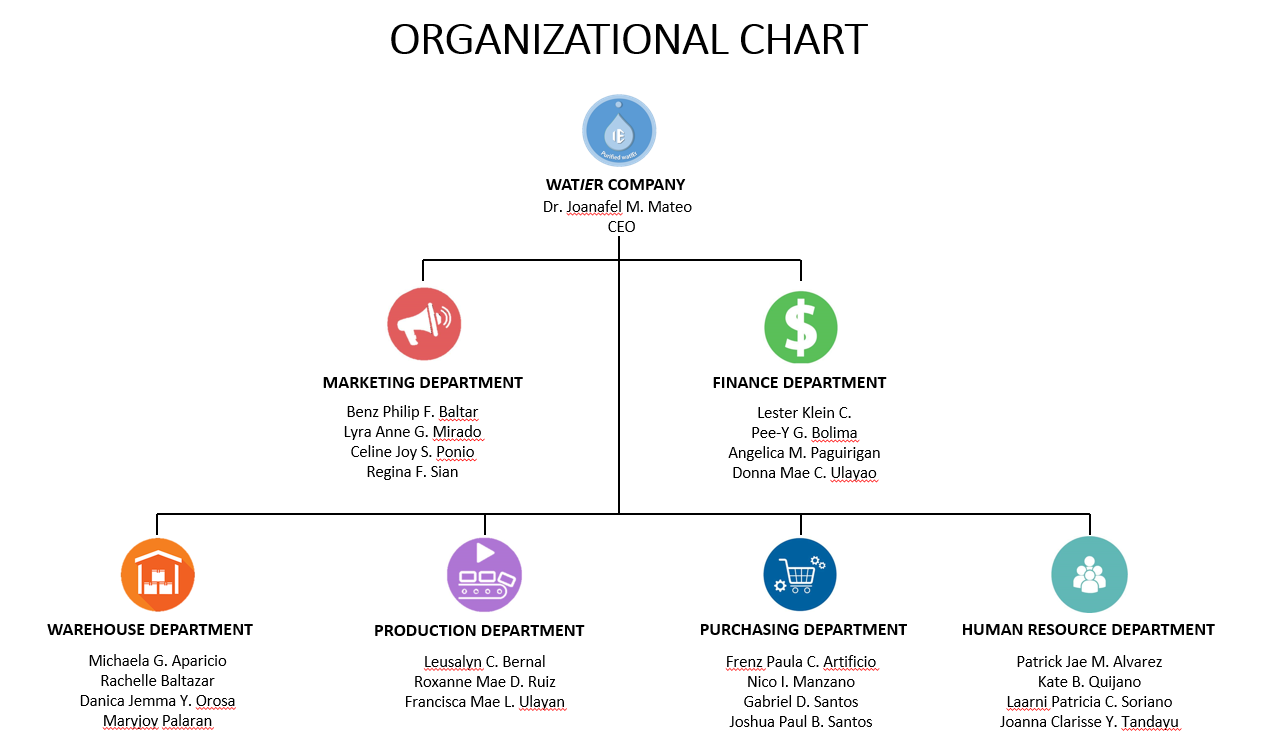 ORGANIZATIONAL CHART
IE
Purified watIEr
WATIER COMPANY
Dr. Joanafel M. Mateo
CEO
MARKETING DEPARTMENT
Benz Philip F. Baltar
Lyra Anne G. Mirado
Celine Joy S. Ponio
Regina F. Sian
FINANCE DEPARTMENT
Lester Klein C.
Pee-Y G. Bolima
Angelica M. Paguirigan
Donna Mae C. Ulayao
WAREHOUSE DEPARTMENT
Michaela G. Aparicio
Rachelle Baltazar
Danica Jemma Y. Orosa
Maryjoy Palaran
PRODUCTION DEPARTMENT
Leusalyn C. Bernal
Roxanne Mae D. Ruiz
Francisca Mae L. Ulayan
PURCHASING DEPARTMENT
Frenz Paula C. Artificio
Nico I. Manzano
Gabriel D. Santos
Joshua Paul B. Santos
HUMAN RESOURCE DEPARTMENT
Patrick Jae M. Alvarez
Kate B. Quijano
Laarni Patricia C. Soriano
Joanna Clarisse Y. Tandayu